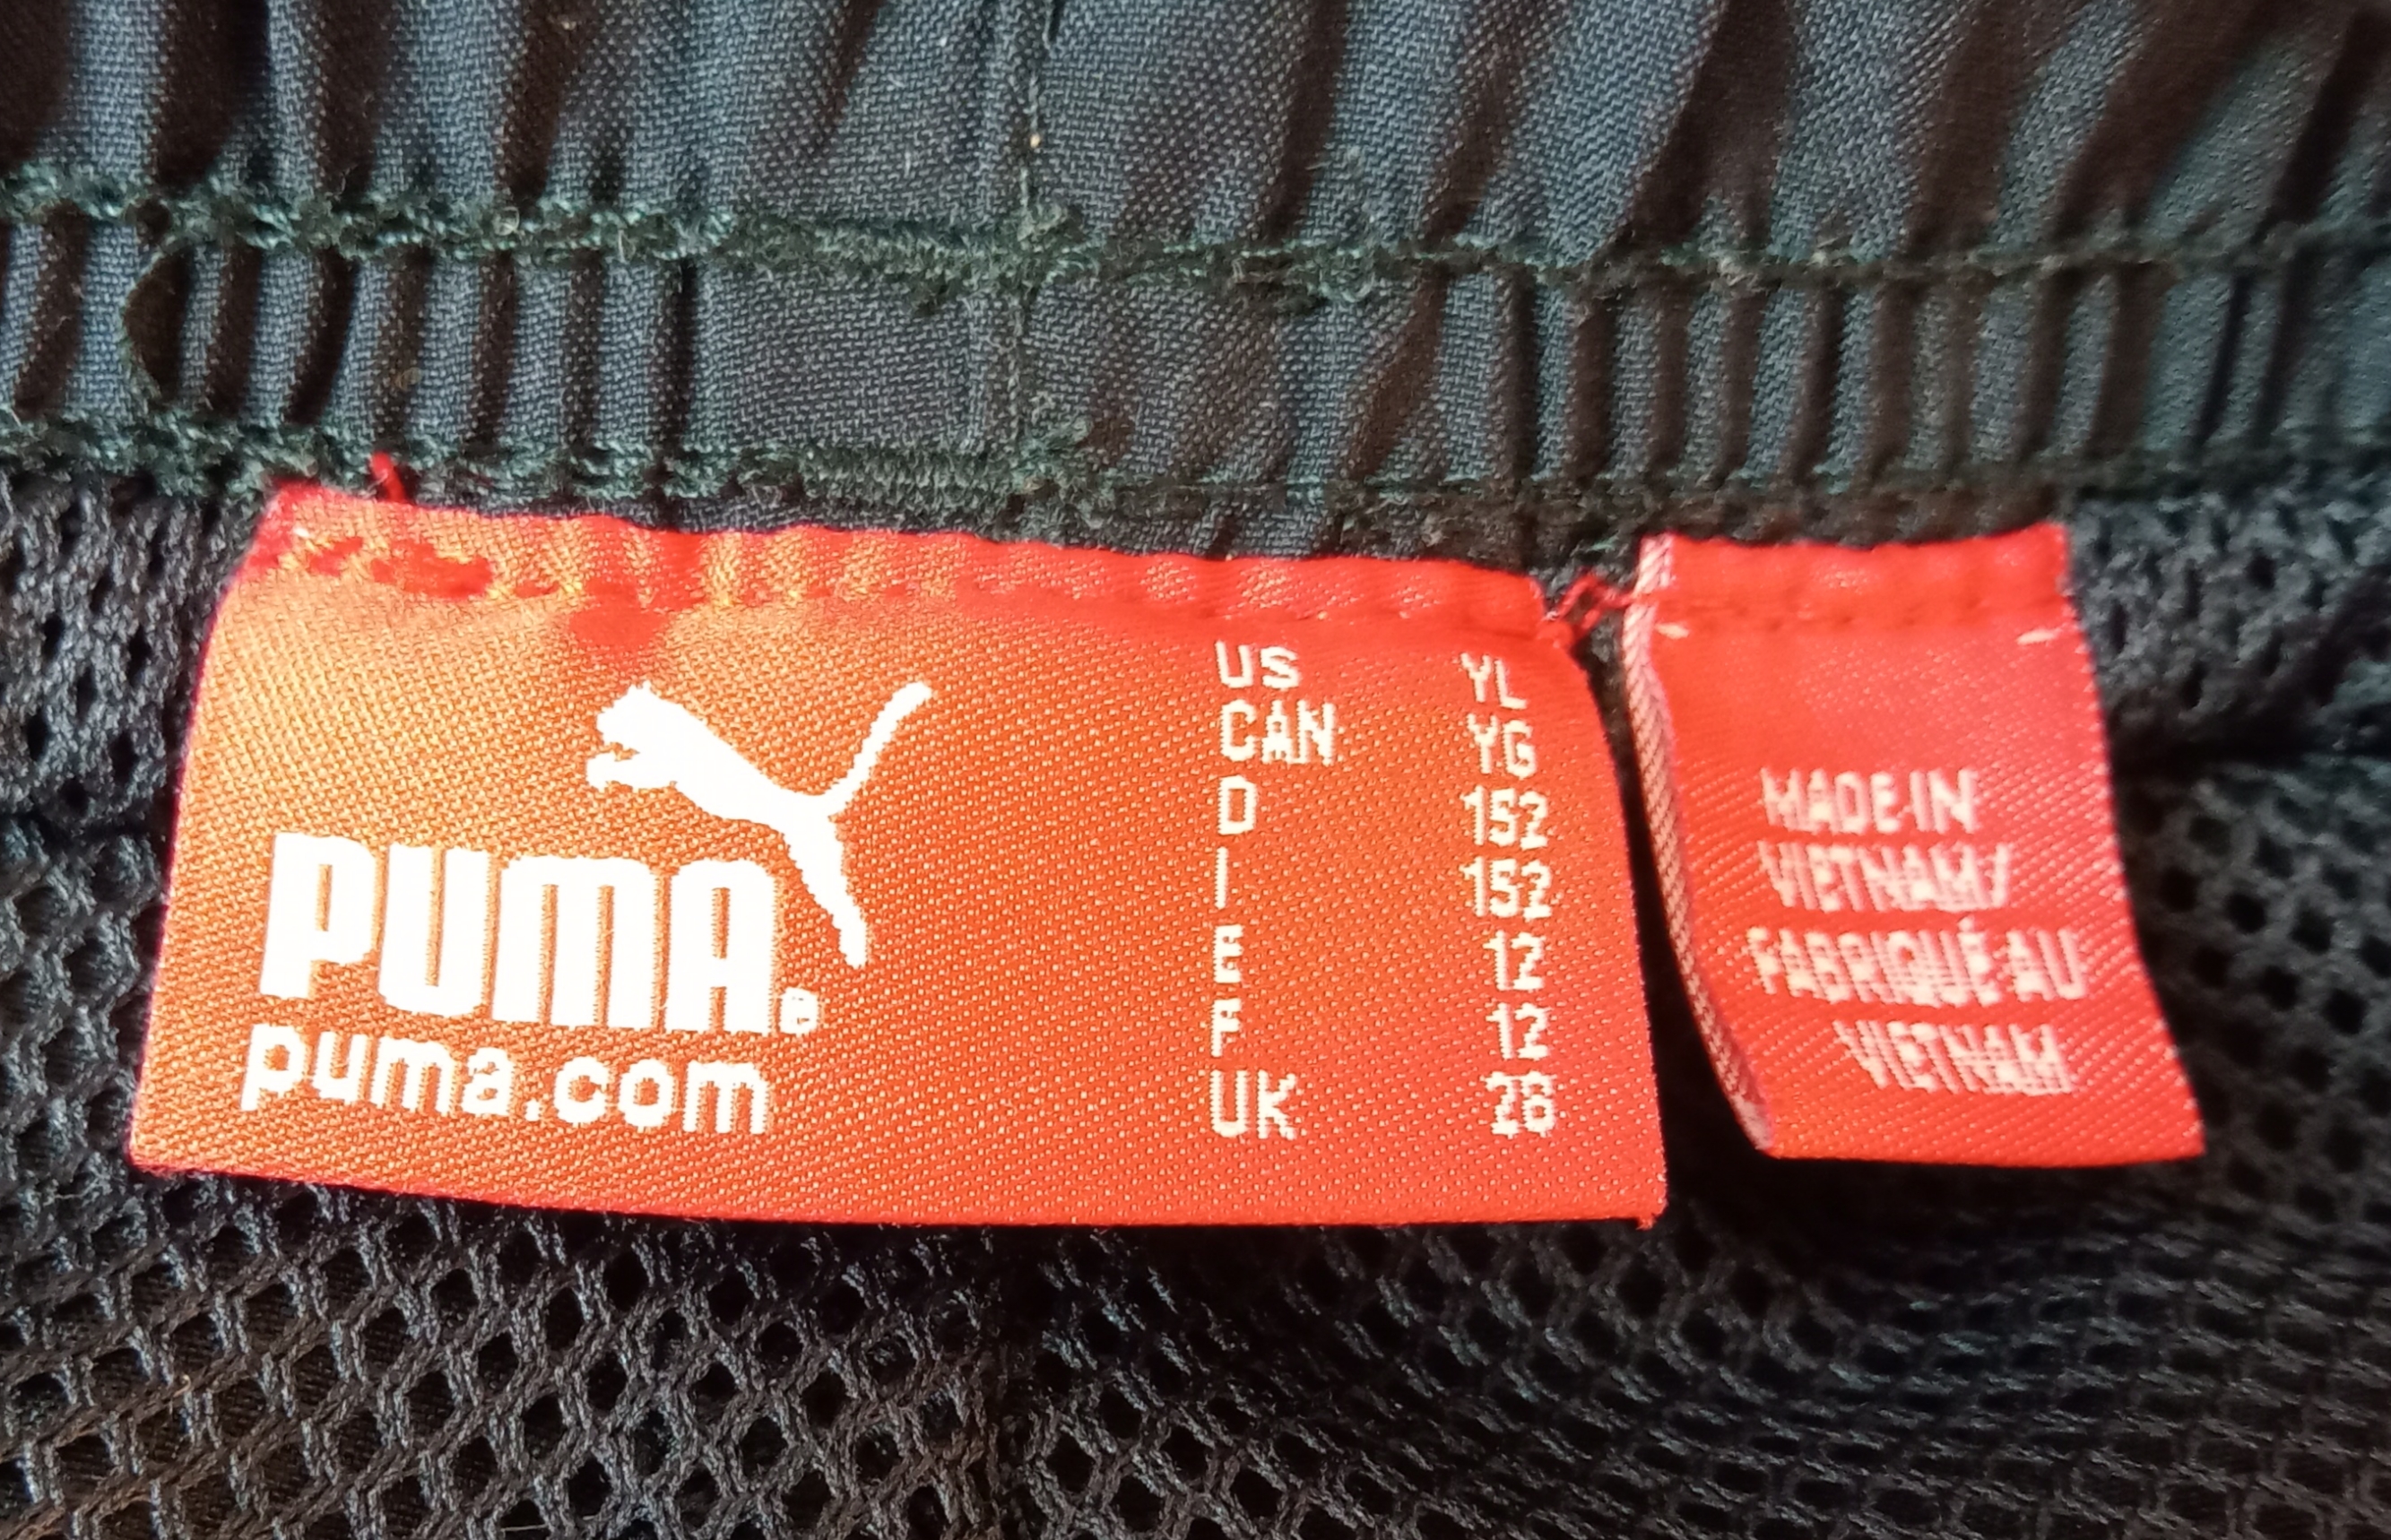 PUMA®
puma.com
US YL
CAN YG
D 152
I 152
E 12
F 12
UK 28
MADE IN
VIETNAM/
FABRIQUÉ AU
VIETNAM